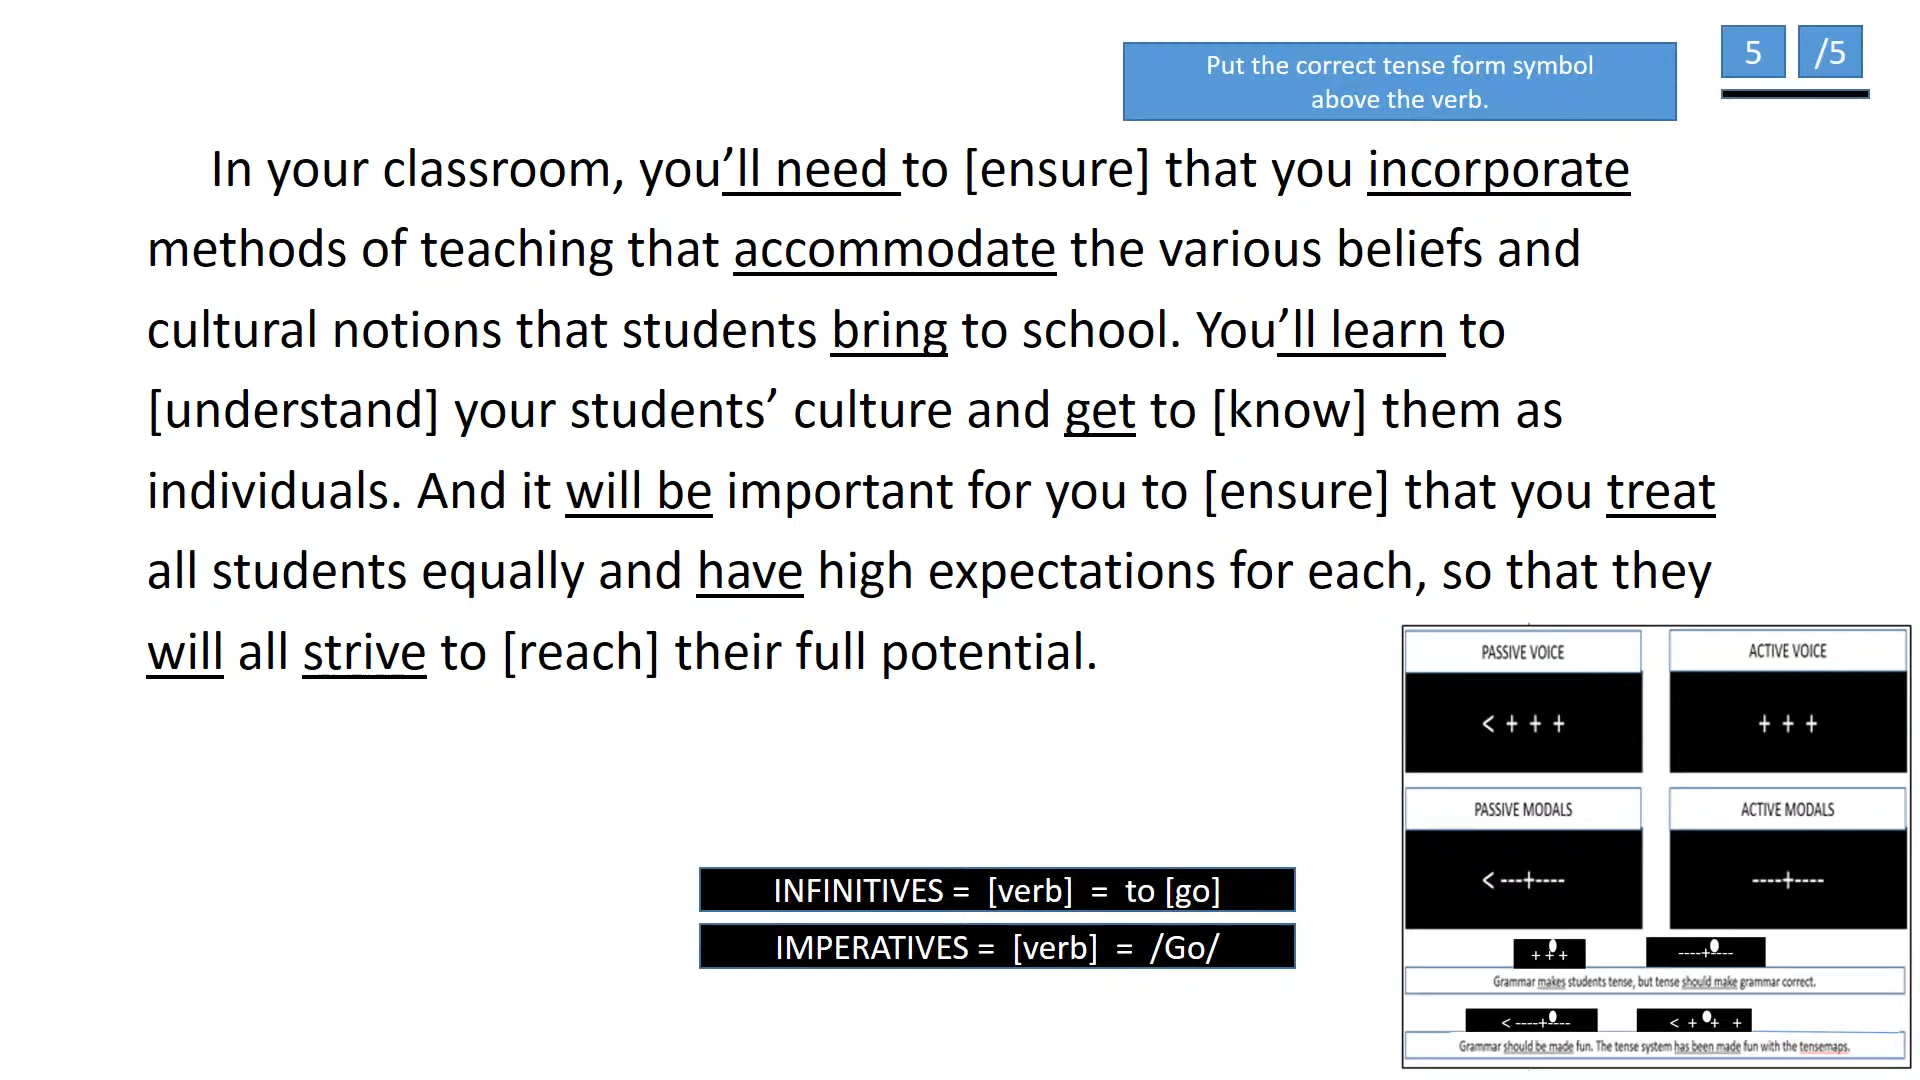 5 /5
Put the correct tense form symbol
above the verb.
In your classroom, you’ll need to [ensure] that you incorporate
methods of teaching that accommodate the various beliefs and
cultural notions that students bring to school. You’ll learn to
[understand] your students’ culture and get to [know] them as
individuals. And it will be important for you to [ensure] that you treat
all students equally and have high expectations for each, so that they
will all strive to [reach] their full potential.
PASSIVE VOICE
ACTIVE VOICE
< + + +
+ + +
PASSIVE MODALS
ACTIVE MODALS
< ---+----
----+----
INFINITIVES = [verb] = to [go]
IMPERATIVES = [verb] = /Go/
+ + +
----+----
Grammar makes students tense, but tense should make grammar correct.
< ----+----
< + + +
Grammar should be made fun. The tense system has been made fun with the tensemaps.